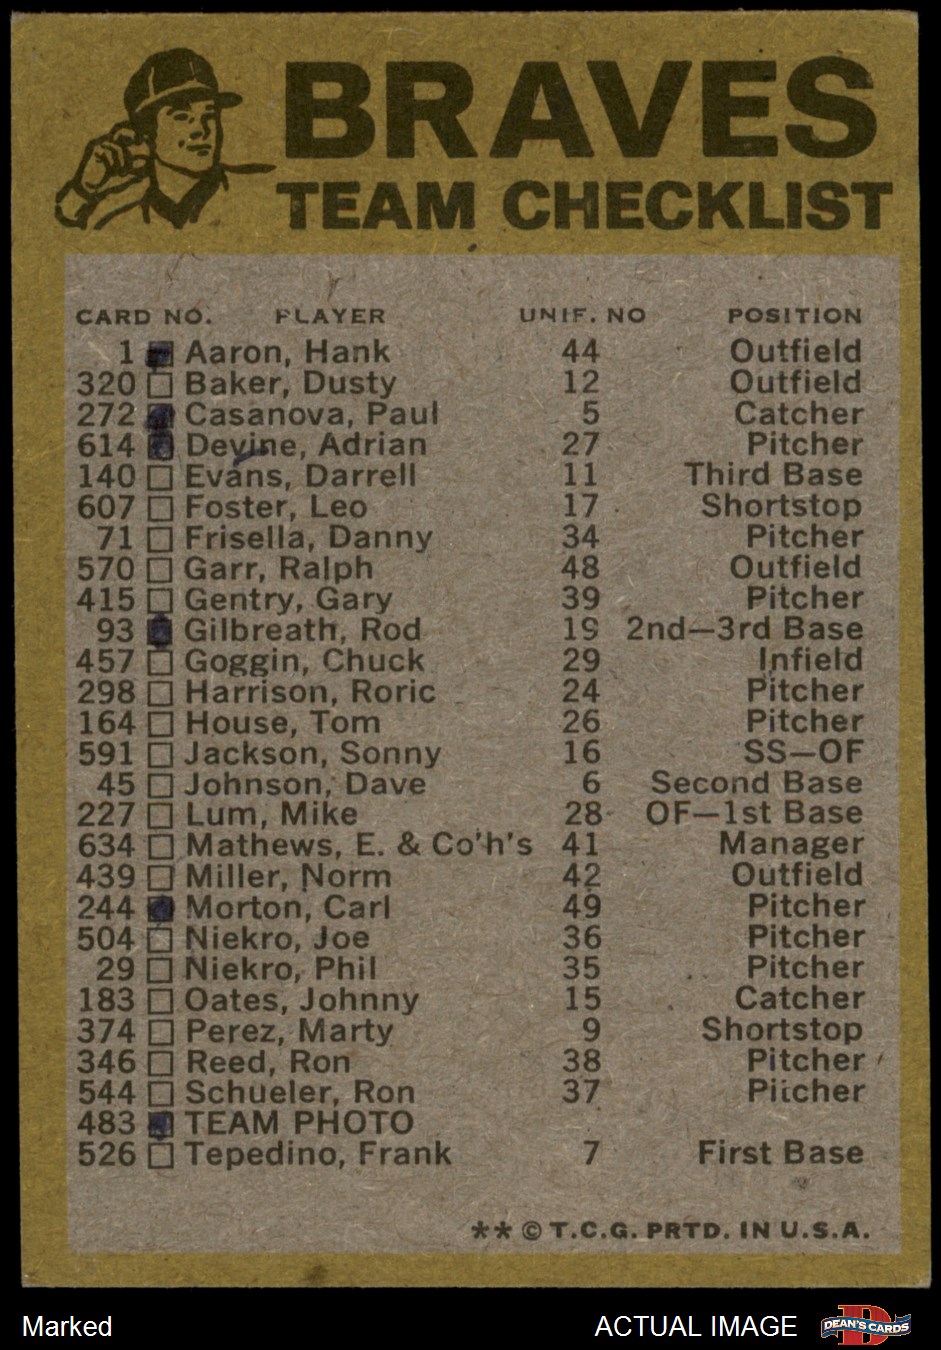 BRAVES
TEAM CHECKLIST
CARD NO. PLAYER UNIF. NO POSITION
1 Aaron, Hank 44 Outfield
320 Baker, Dusty 12 Outfield
272 Casanova, Paul 5 Catcher
614 Devine, Adrian 27 Pitcher
140 Evans, Darrell 11 Third Base
607 Foster, Leo 17 Shortstop
71 Frisella, Danny 34 Pitcher
570 Garr, Ralph 48 Outfield
415 Gentry, Gary 39 Pitcher
93 Gilbreath, Rod 19 2nd—3rd Base
457 Goggin, Chuck 29 Infield
298 Harrison, Roric 24 Pitcher
164 House, Tom 26 Pitcher
591 Jackson, Sonny 16 SS—OF
45 Johnson, Dave 6 Second Base
227 Lum, Mike 28 OF—1st Base
634 Mathews, E. & Co'h's 41 Manager
439 Miller, Norm 42 Outfield
244 Morton, Carl 49 Pitcher
504 Niekro, Joe 36 Pitcher
29 Niekro, Phil 35 Pitcher
183 Oates, Johnny 15 Catcher
374 Perez, Marty 9 Shortstop
346 Reed, Ron 38 Pitcher
544 Schueler, Ron 37 Pitcher
483 TEAM PHOTO
526 Tepedino, Frank 7 First Base
** © T.C.G. PRTD. IN U.S.A.
Marked ACTUAL IMAGE D DEAN'S CARDS